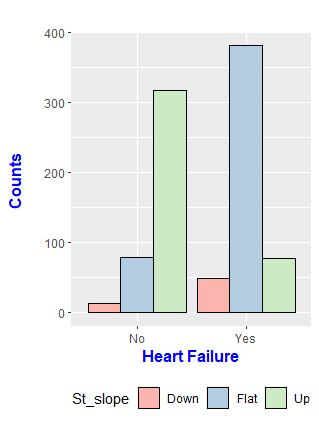 400
300
200
100
0
Counts
No Yes
Heart Failure
St_slope Down Flat Up